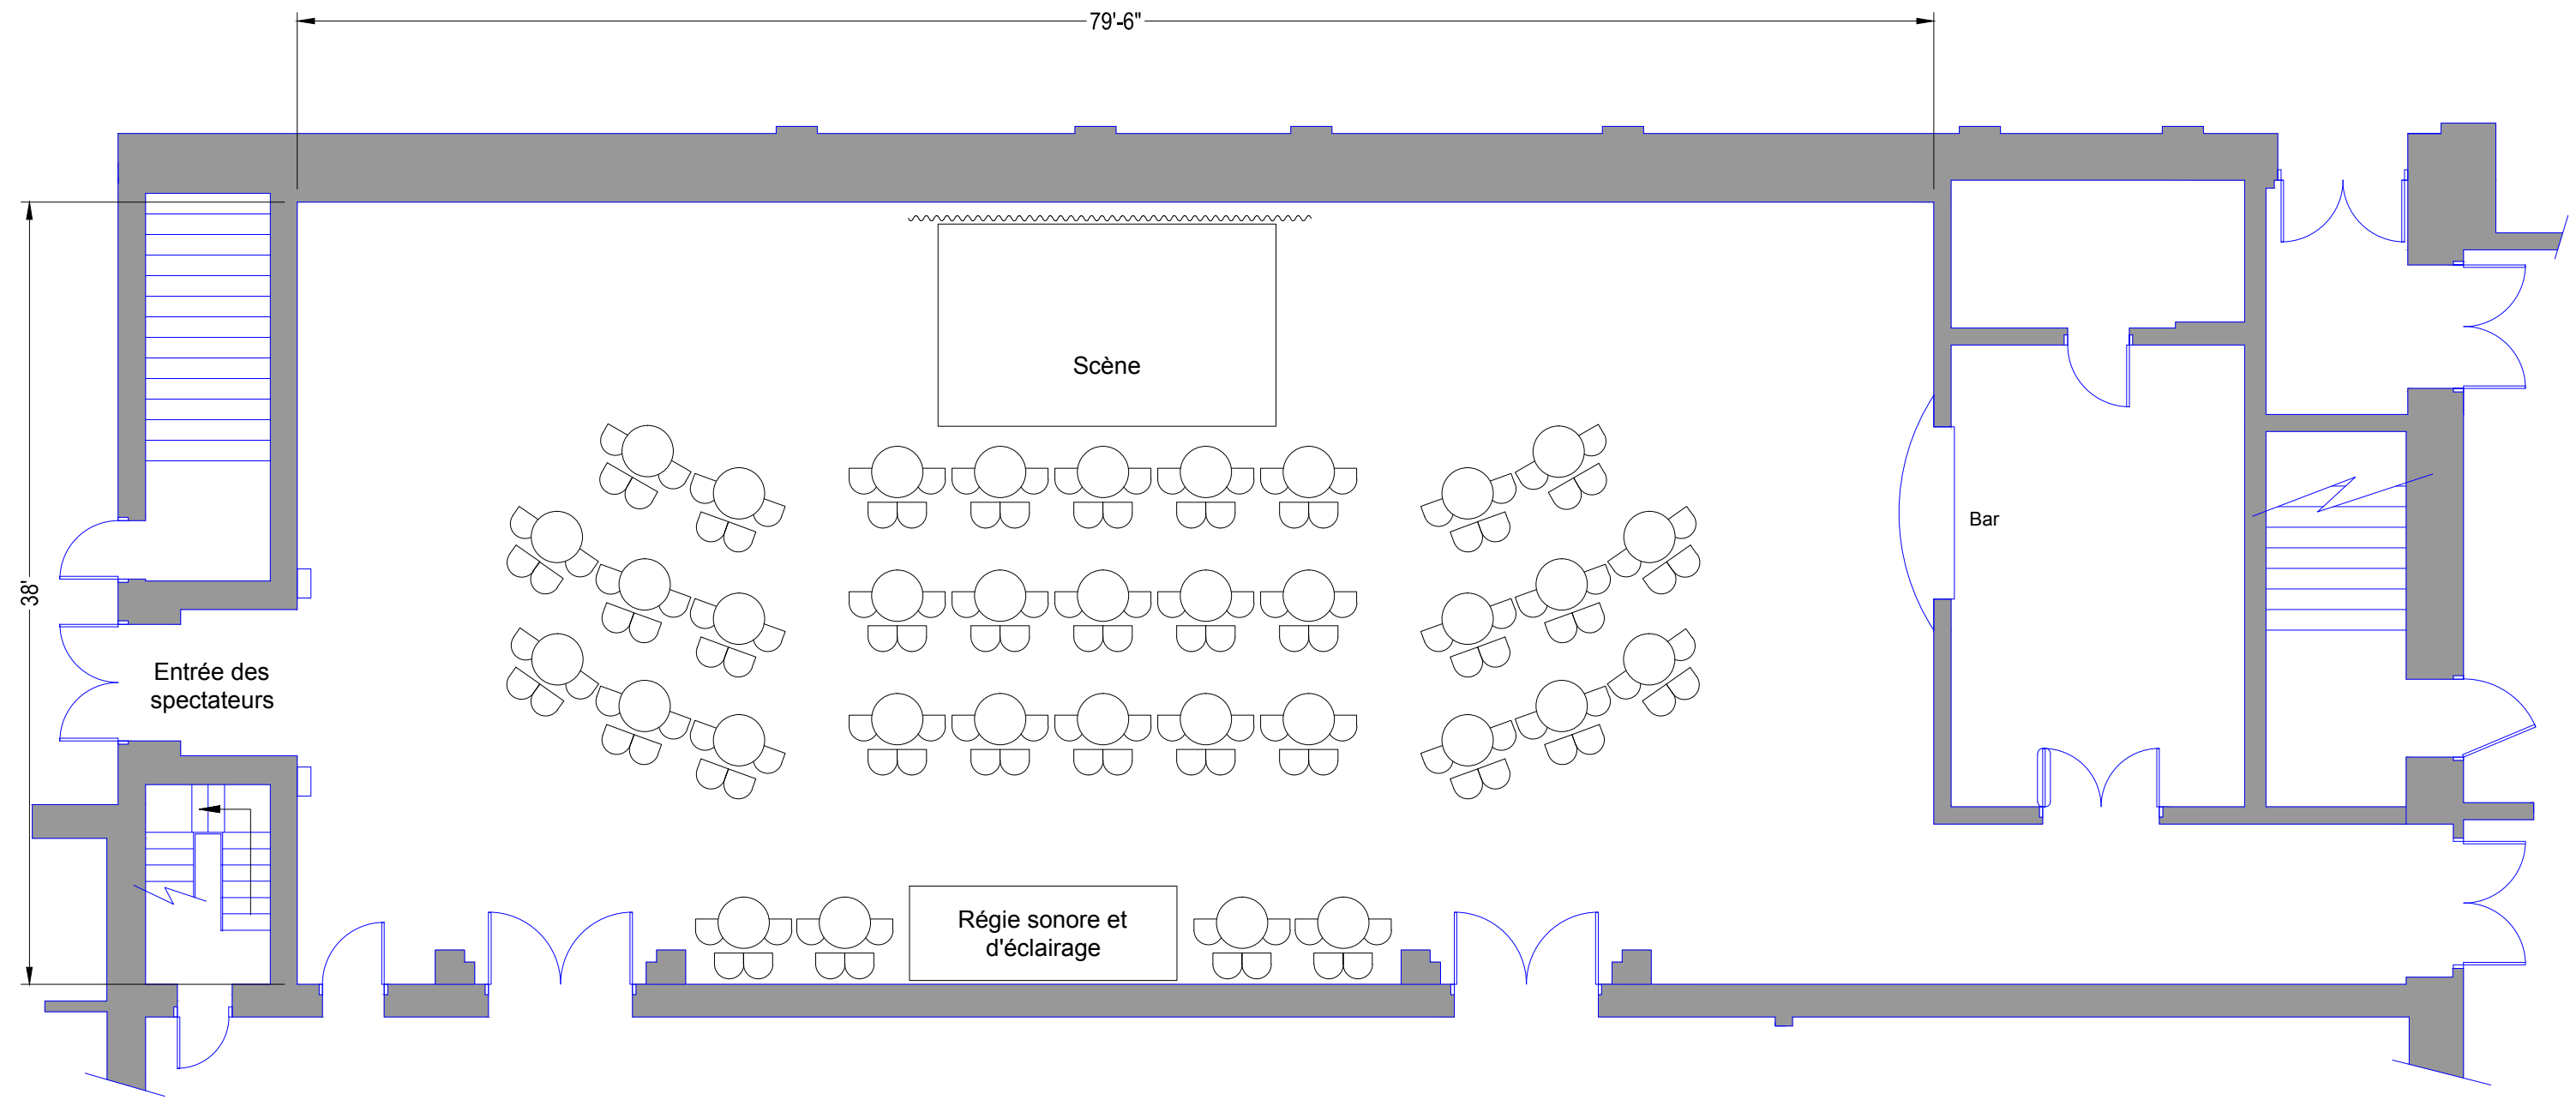 79'-6"
Scène
38'
Bar
Entrée des
spectateurs
Régie sonore et
d'éclairage